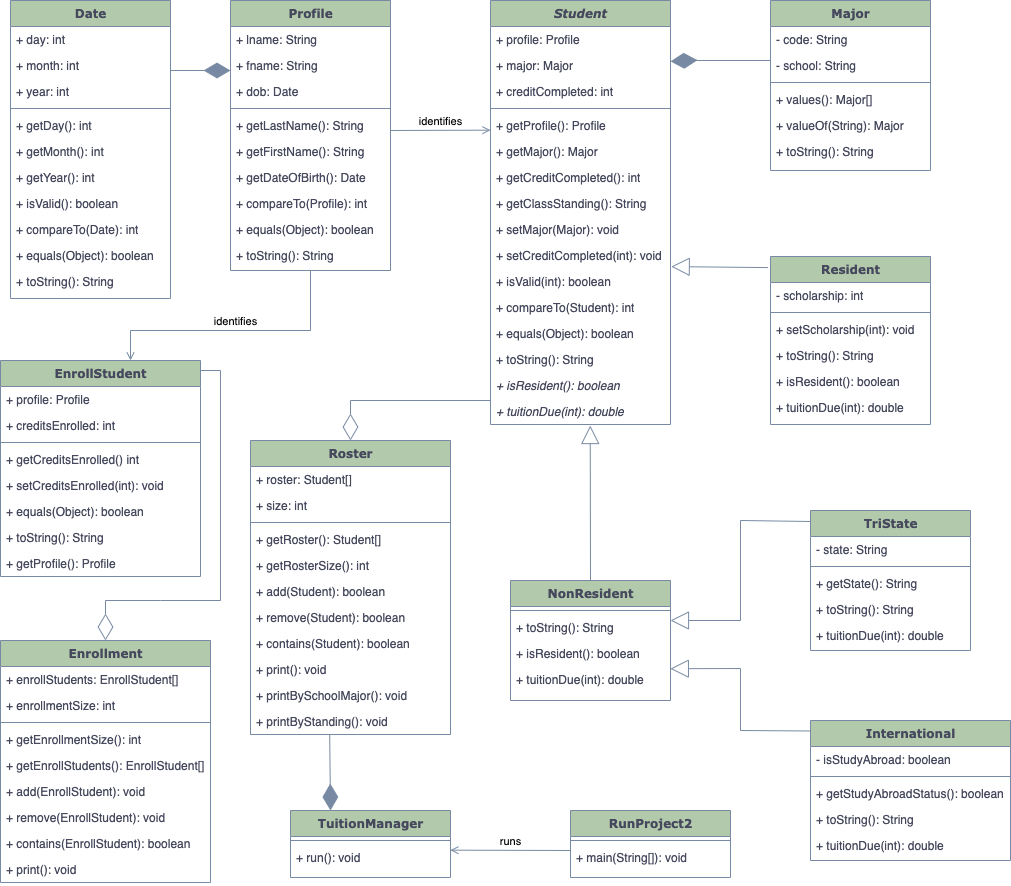 Date
+ day: int
+ month: int
+ year: int
+ getDay(): int
+ getMonth(): int
+ getYear(): int
+ isValid(): boolean
+ compareTo(Date): int
+ equals(Object): boolean
+ toString(): String
Profile
+ lname: String
+ fname: String
+ dob: Date
+ getLastName(): String
+ getFirstName(): String
+ getDateOfBirth(): Date
+ compareTo(Profile): int
+ equals(Object): boolean
+ toString(): String
identifies
identifies
Student
+ profile: Profile
+ major: Major
+ creditCompleted: int
+ getProfile(): Profile
+ getMajor(): Major
+ getCreditCompleted(): int
+ getClassStanding(): String
+ setMajor(Major): void
+ setCreditCompleted(int): void
+ isValid(int): boolean
+ compareTo(Student): int
+ equals(Object): boolean
+ toString(): String
+ isResident(): boolean
+ tuitionDue(int): double
Major
- code: String
- school: String
+ values(): Major[]
+ valueOf(String): Major
+ toString(): String
Resident
- scholarship: int
+ setScholarship(int): void
+ toString(): String
+ isResident(): boolean
+ tuitionDue(int): double
EnrollStudent
+ profile: Profile
+ creditsEnrolled: int
+ getCreditsEnrolled() int
+ setCreditsEnrolled(int): void
+ equals(Object): boolean
+ toString(): String
+ getProfile(): Profile
Roster
+ roster: Student[]
+ size: int
+ getRoster(): Student[]
+ getRosterSize(): int
+ add(Student): boolean
+ remove(Student): boolean
+ contains(Student): boolean
+ print(): void
+ printBySchoolMajor(): void
+ printByStanding(): void
NonResident
+ toString(): String
+ isResident(): boolean
+ tuitionDue(int): double
TriState
- state: String
+ getState(): String
+ toString(): String
+ tuitionDue(int): double
Enrollment
+ enrollStudents: EnrollStudent[]
+ enrollmentSize: int
+ getEnrollmentSize(): int
+ getEnrollStudents(): EnrollStudent[]
+ add(EnrollStudent): void
+ remove(EnrollStudent): void
+ contains(EnrollStudent): boolean
+ print(): void
International
- isStudyAbroad: boolean
+ getStudyAbroadStatus(): boolean
+ toString(): String
+ tuitionDue(int): double
TuitionManager
+ run(): void
runs
RunProject2
+ main(String[]): void